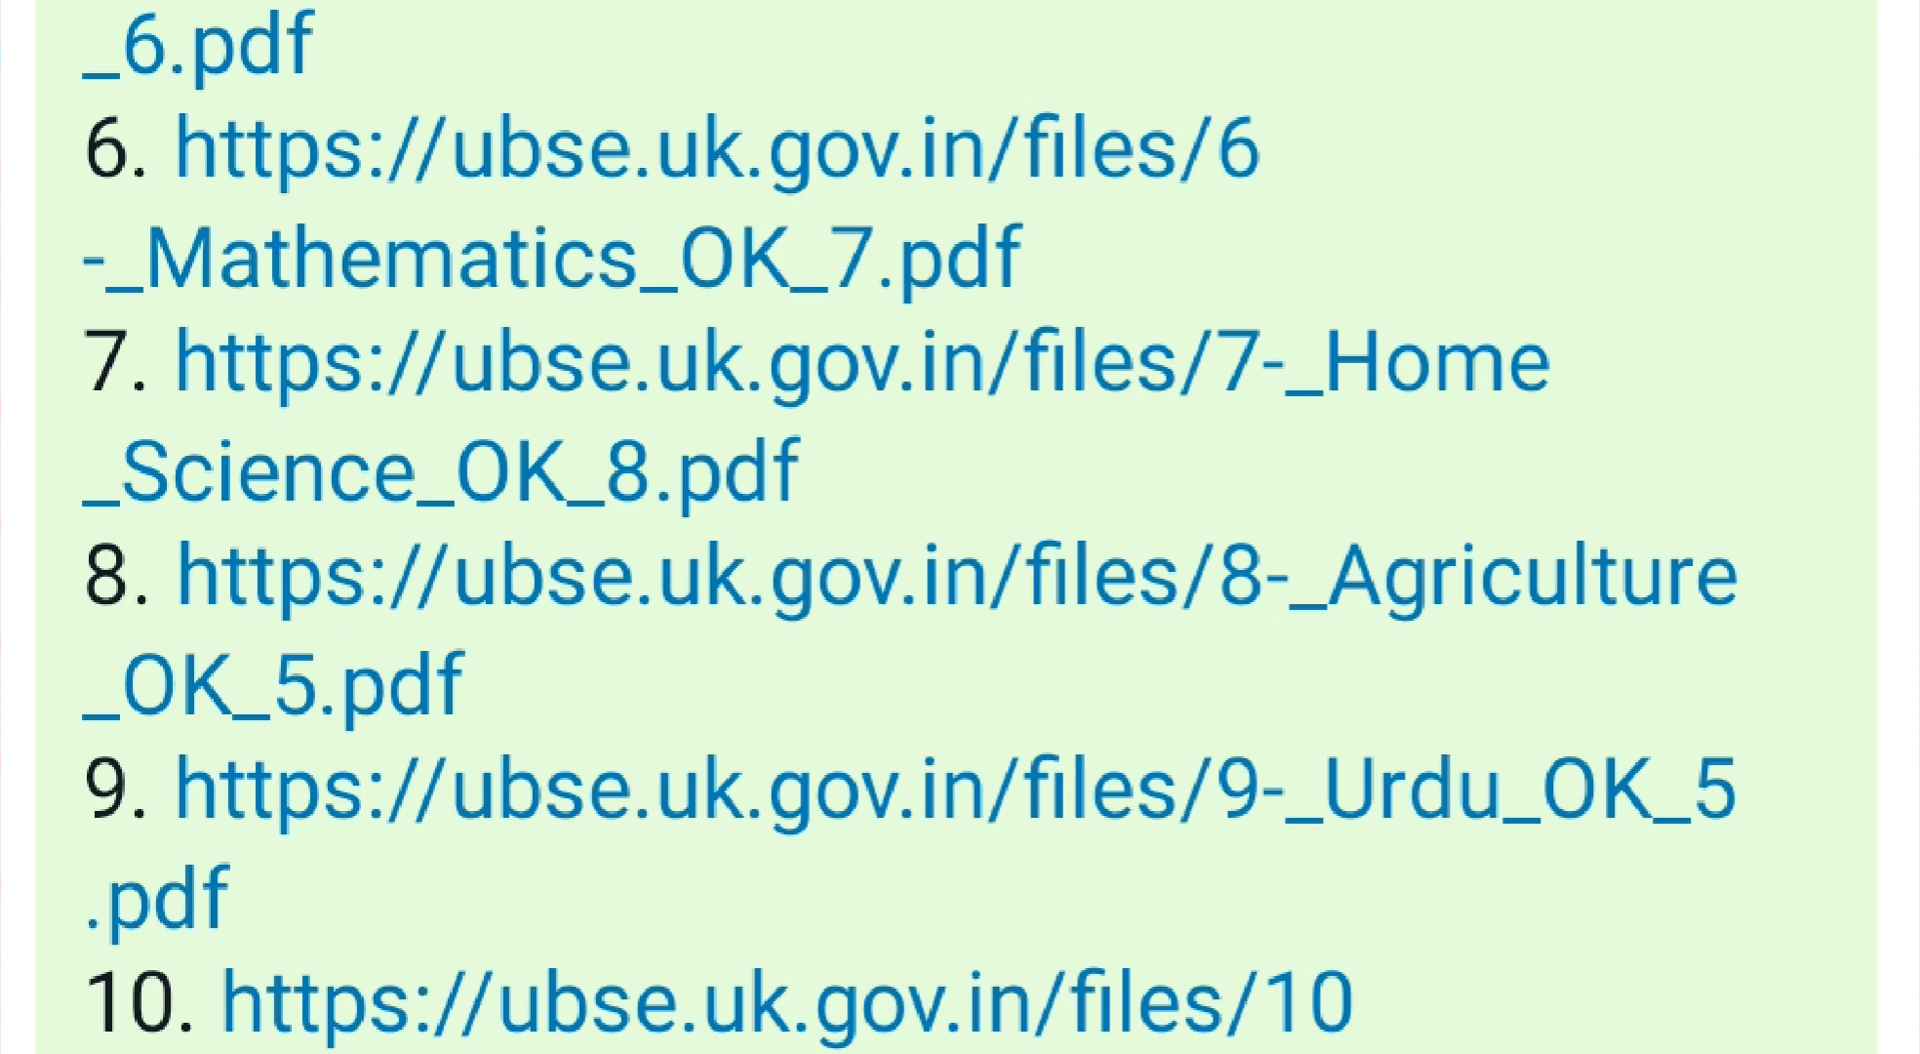 _6.pdf
6. https://ubse.uk.gov.in/files/6
-_Mathematics_OK_7.pdf
7. https://ubse.uk.gov.in/files/7-_Home
_Science_OK_8.pdf
8. https://ubse.uk.gov.in/files/8-_Agriculture
_OK_5.pdf
9. https://ubse.uk.gov.in/files/9-_Urdu_OK_5
.pdf
10. https://ubse.uk.gov.in/files/10